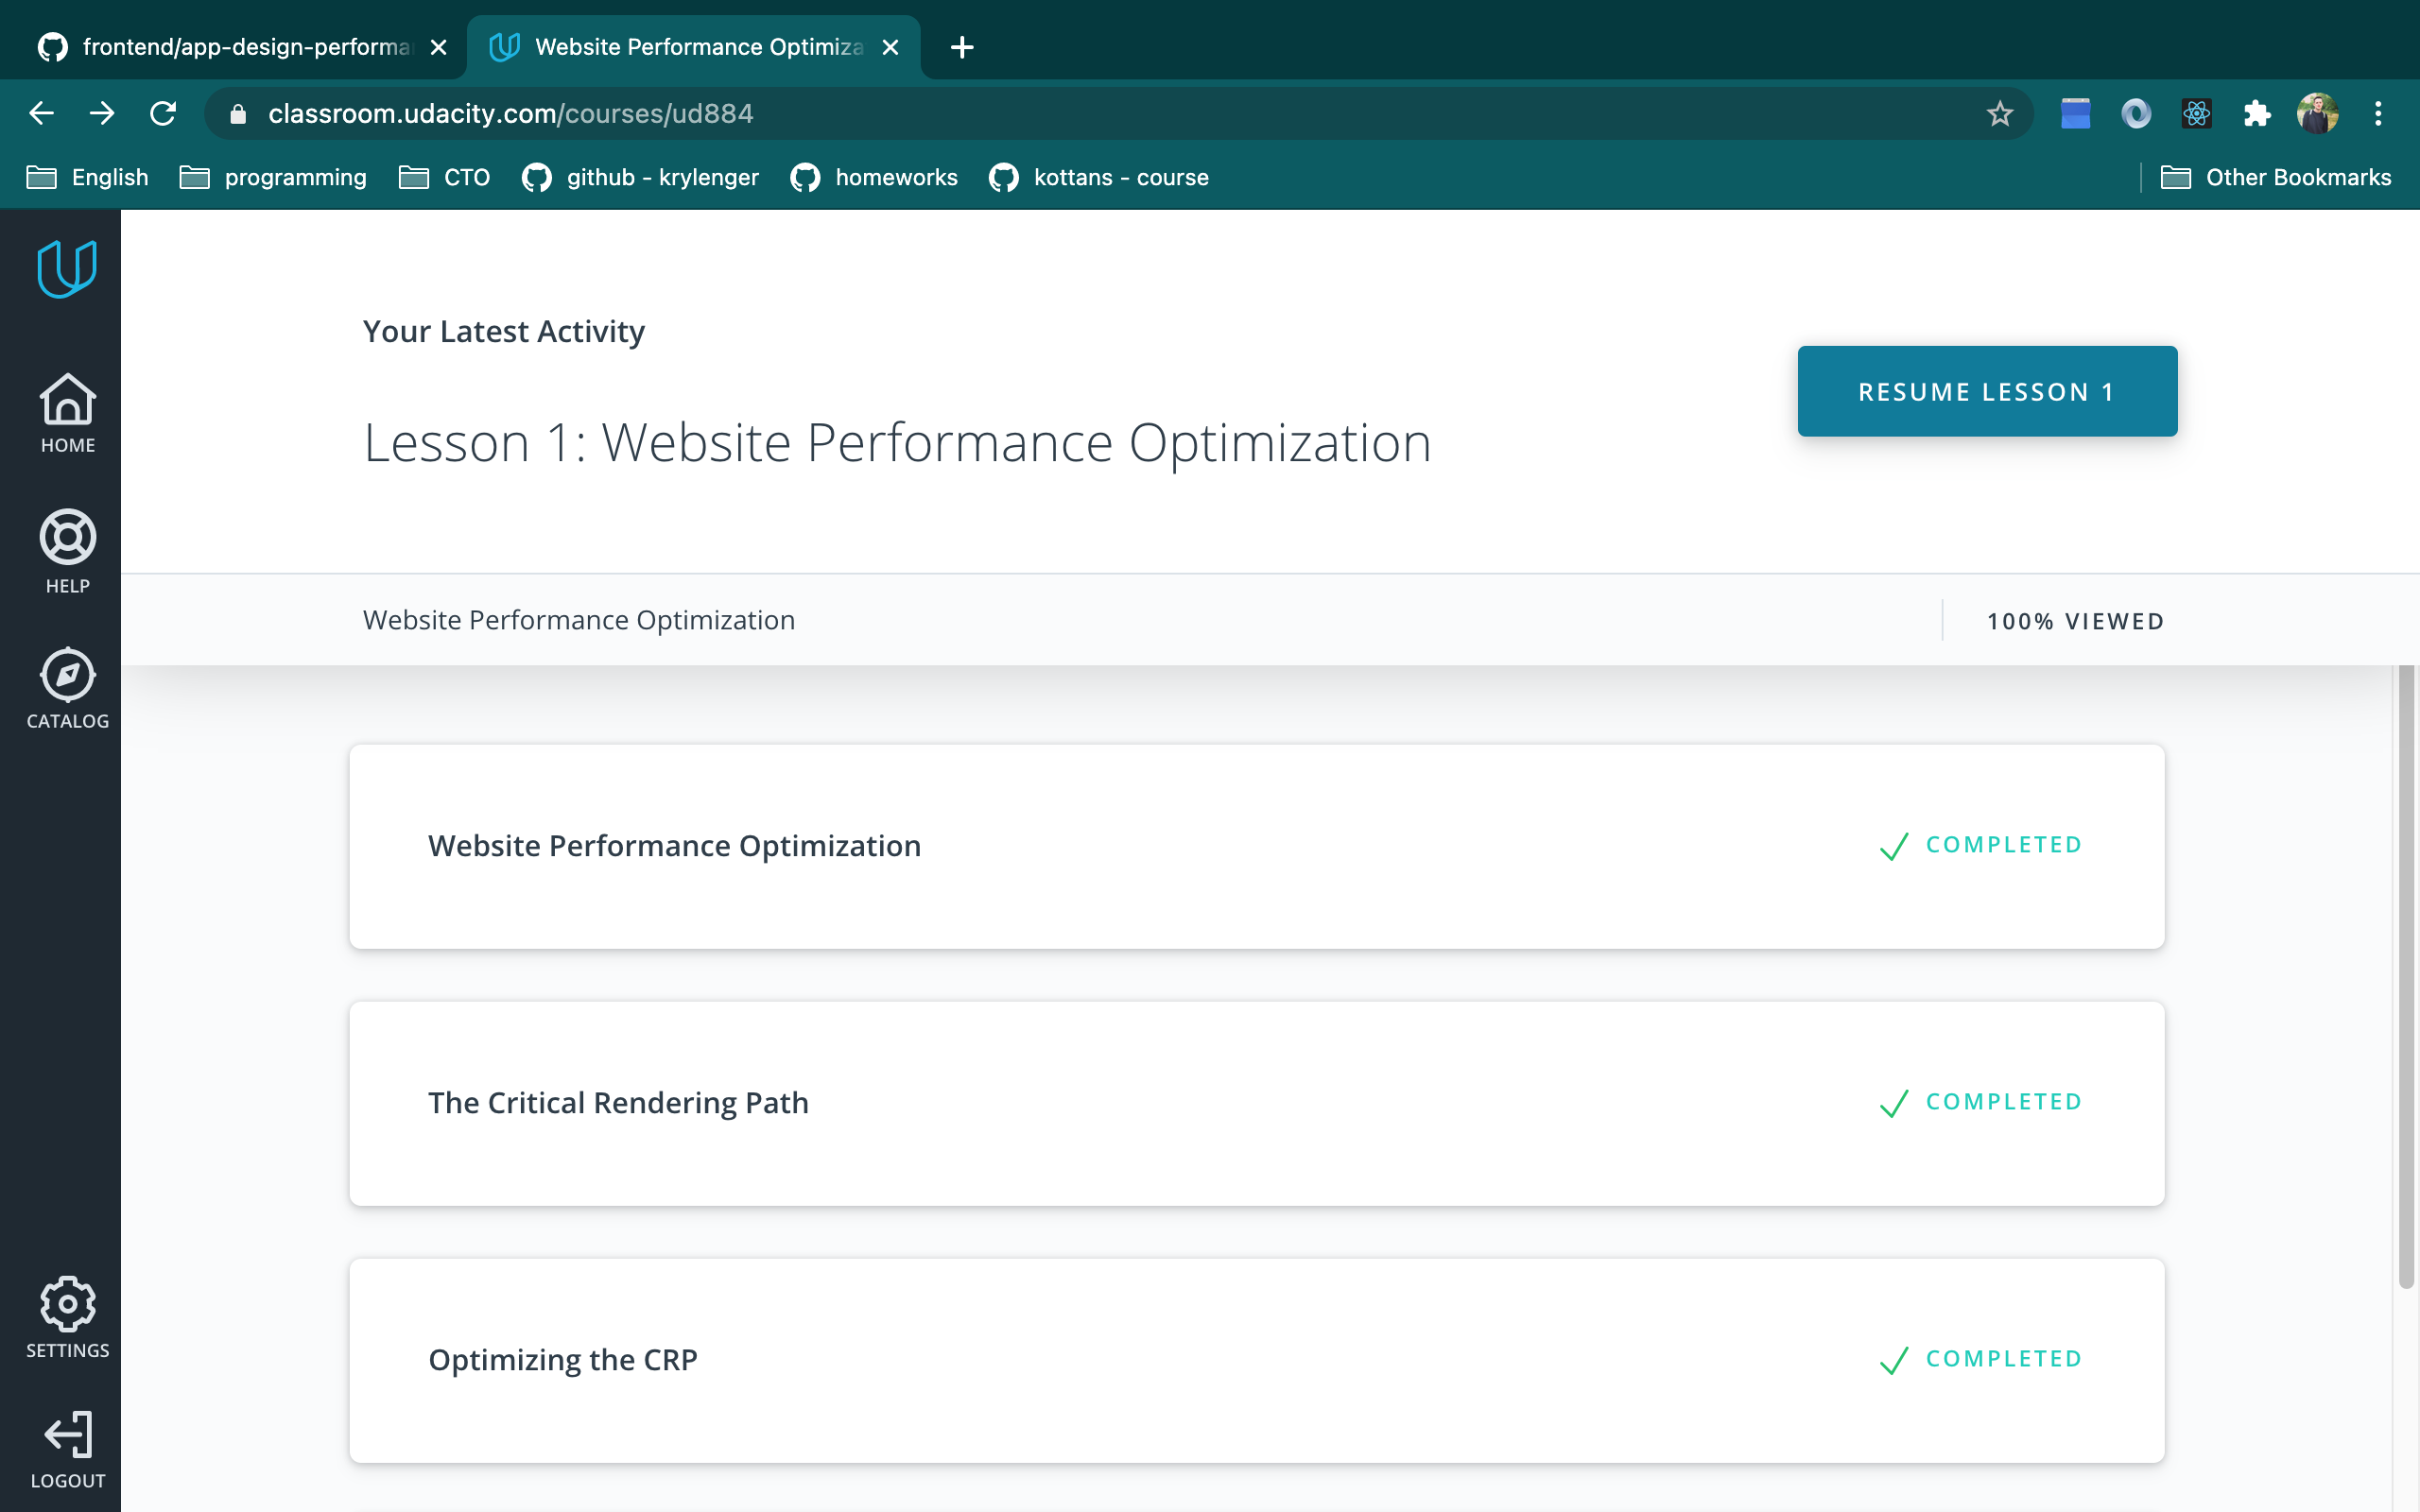 frontend/app-design-performa
Website Performance Optimiza
classroom.udacity.com/courses/ud884
English
programming
CTO
github - krylenger
homeworks
kottans - course
Other Bookmarks
HOME
HELP
CATALOG
SETTINGS
LOGOUT
Your Latest Activity
Lesson 1: Website Performance Optimization
RESUME LESSON 1
Website Performance Optimization
100% VIEWED
Website Performance Optimization
COMPLETED
The Critical Rendering Path
COMPLETED
Optimizing the CRP
COMPLETED